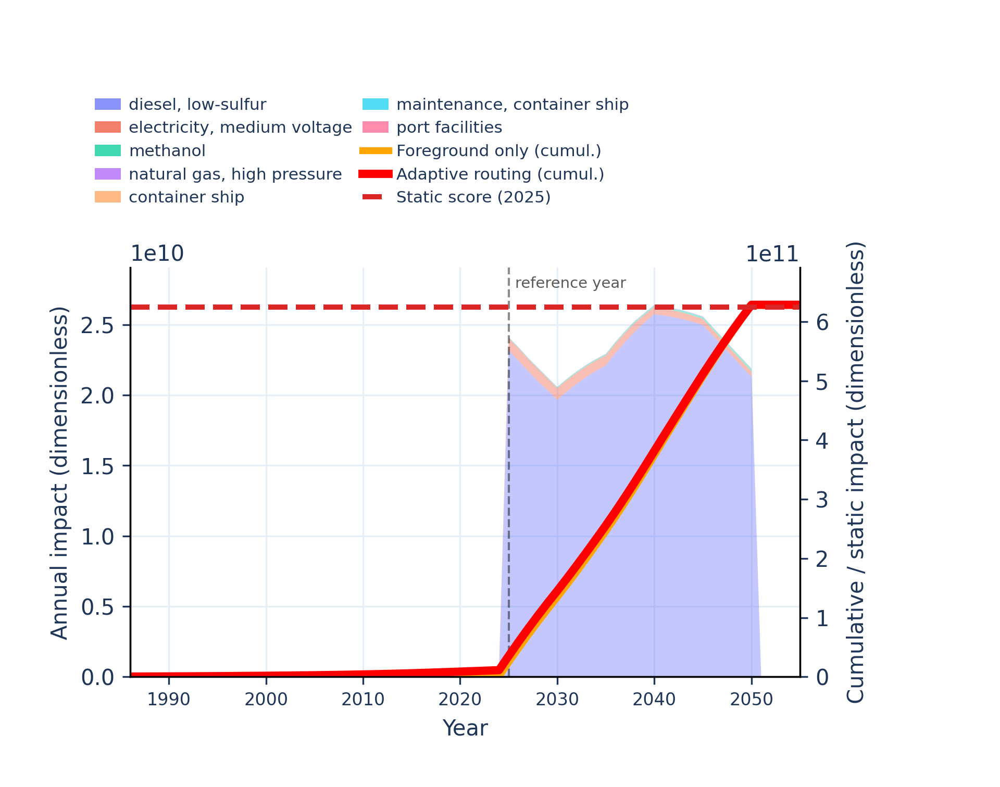 diesel, low-sulfur
electricity, medium voltage
methanol
natural gas, high pressure
container ship
maintenance, container ship
port facilities
Foreground only (cumul.)
Adaptive routing (cumul.)
Static score (2025)
1e10
1e11
reference year
Annual impact (dimensionless)
2.5
2.0
1.5
1.0
0.5
0.0
Cumulative / static impact (dimensionless)
6
5
4
3
2
1
0
1990 2000 2010 2020 2030 2040 2050
Year